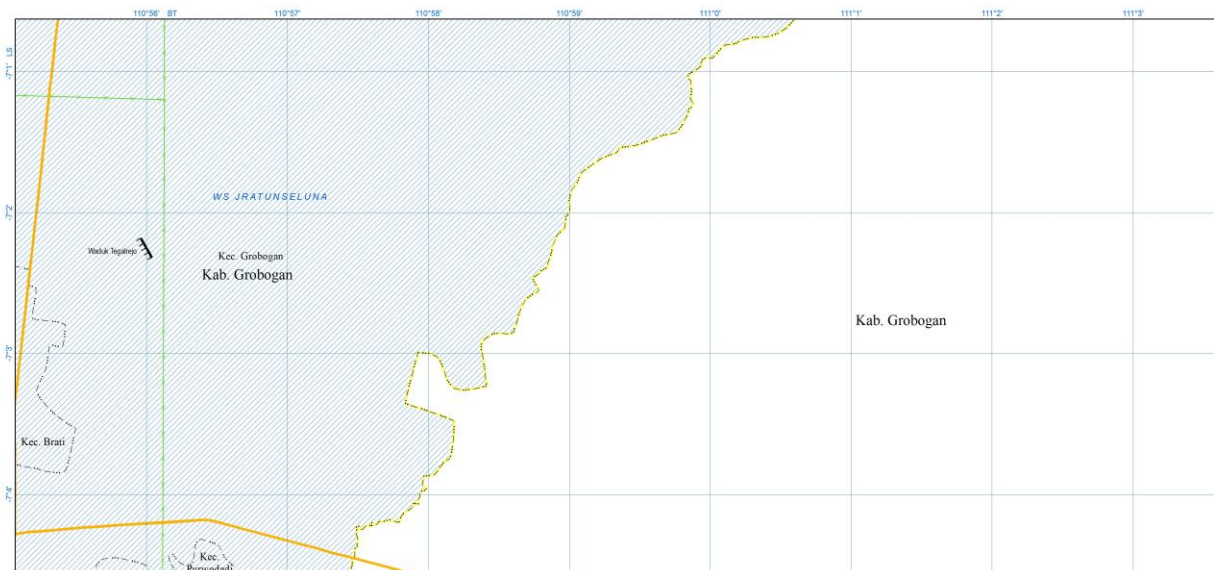 110°56' BT
110°57'
110°58'
110°59'
111°0'
111°1'
111°2'
111°3'
-7°1' LS
WS JRATUNSELUNA
-7°2'
Waduk Tegalrejo
Kec. Grobogan
Kab. Grobogan
Kab. Grobogan
-7°3'
Kec. Brati
-7°4'
Kec.
Purwodadi